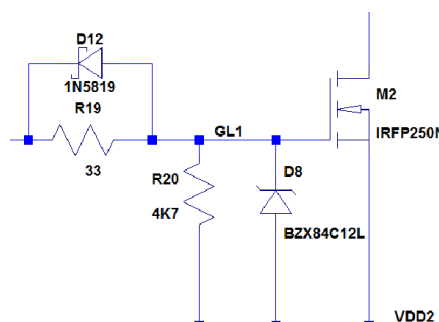 D12
1N5819
R19
33
GL1
R20
4K7
D8
BZX84C12L
M2
IRFP250N
VDD2